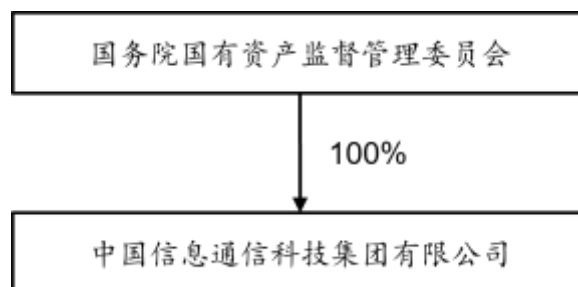 国务院国有资产监督管理委员会
100%
中国信息通信科技集团有限公司